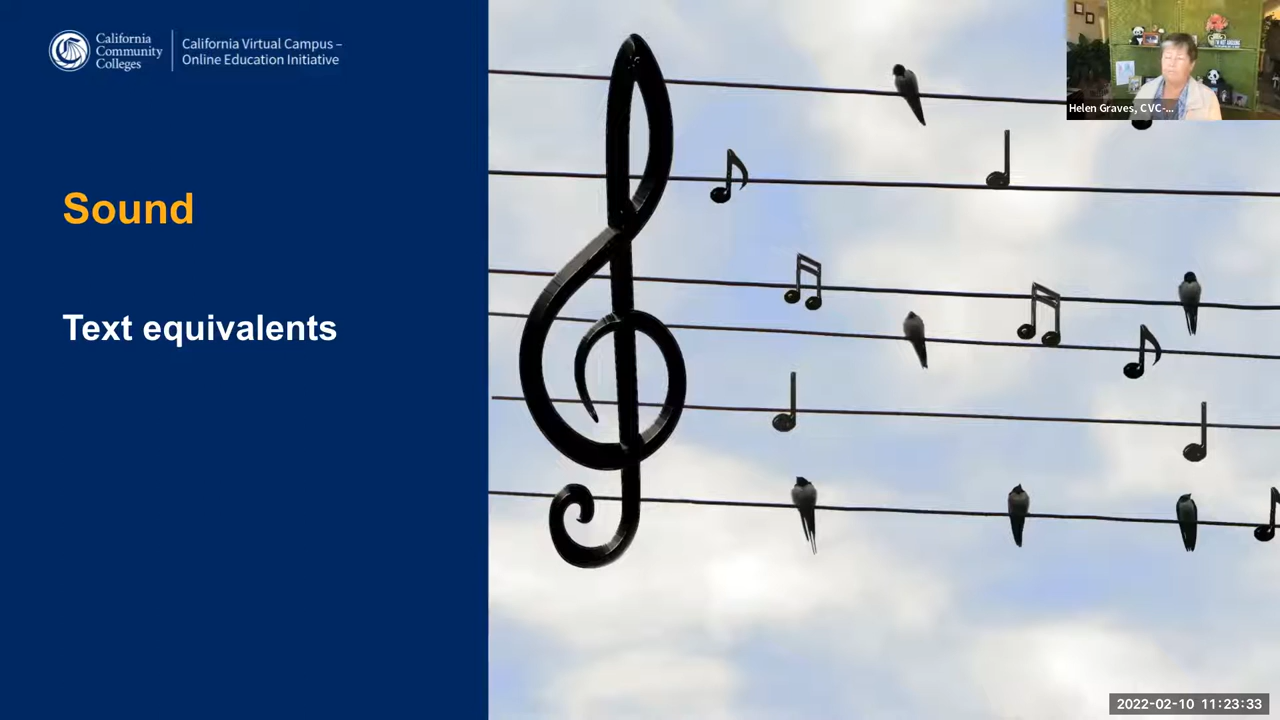 California
Community
Colleges
California Virtual Campus –
Online Education Initiative
Sound
Text equivalents
Helen Graves, CVC-...
2022-02-10 11:23:33